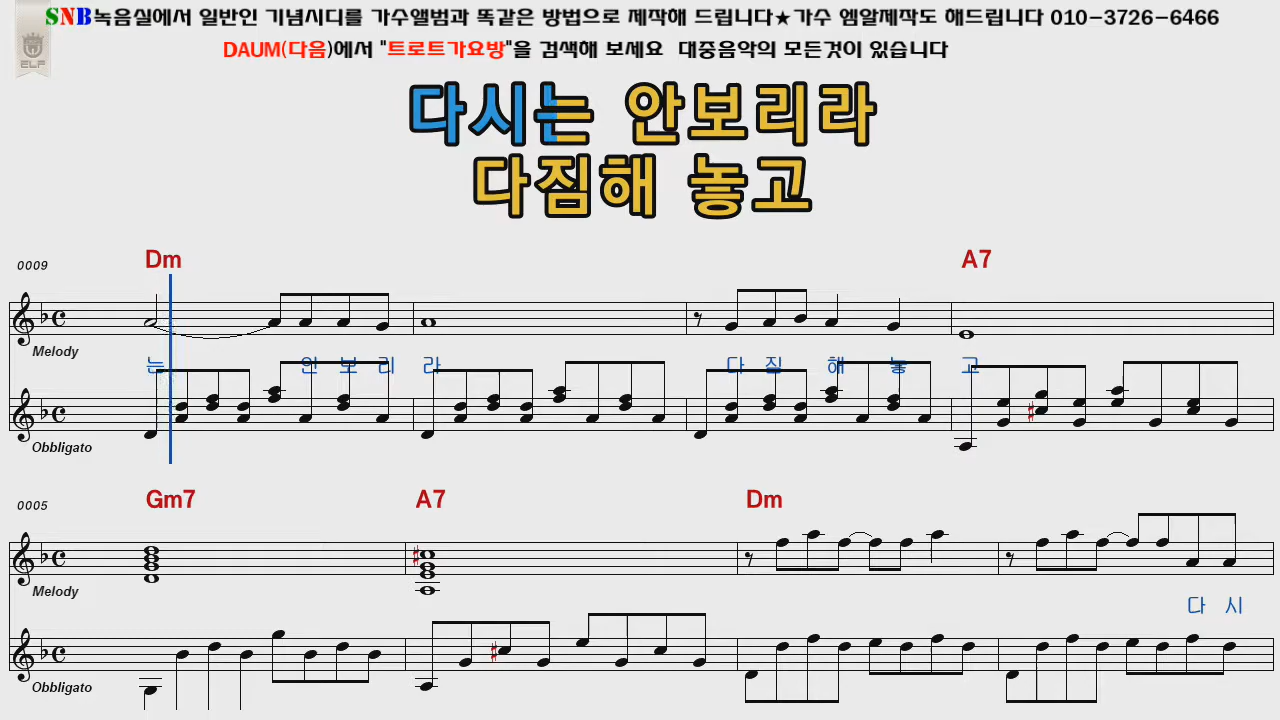 SNB녹음실에서 일반인 기념시디를 가수앨범과 똑같은 방법으로 제작해 드립니다★가수 엠알제작도 해드립니다 010-3726-6466
DAUM(다음)에서 "트로트가요방"을 검색해 보세요 대중음악의 모든것이 있습니다
ELF
다시는 안보리라
다짐해 놓고
0009
Dm A7
Melody
는 안 보 리 라 다 짐 해 놓 고
Obbligato
0005
Gm7 A7 Dm
Melody
다 시
Obbligato